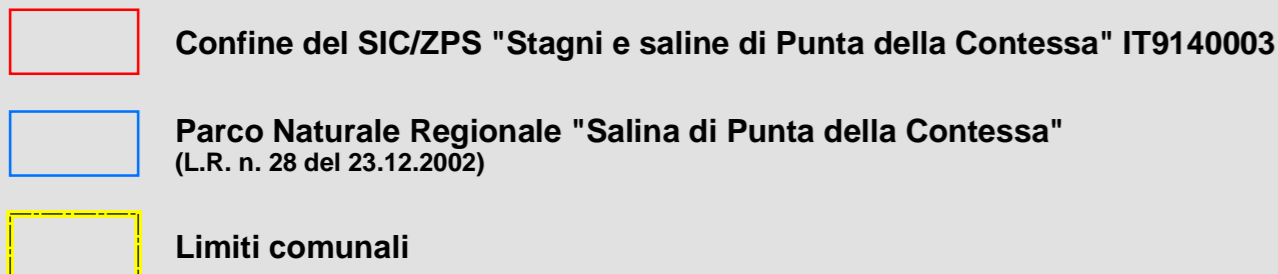 Confine del SIC/ZPS "Stagni e saline di Punta della Contessa" IT9140003
Parco Naturale Regionale "Salina di Punta della Contessa"
(L.R. n. 28 del 23.12.2002)
Limiti comunali